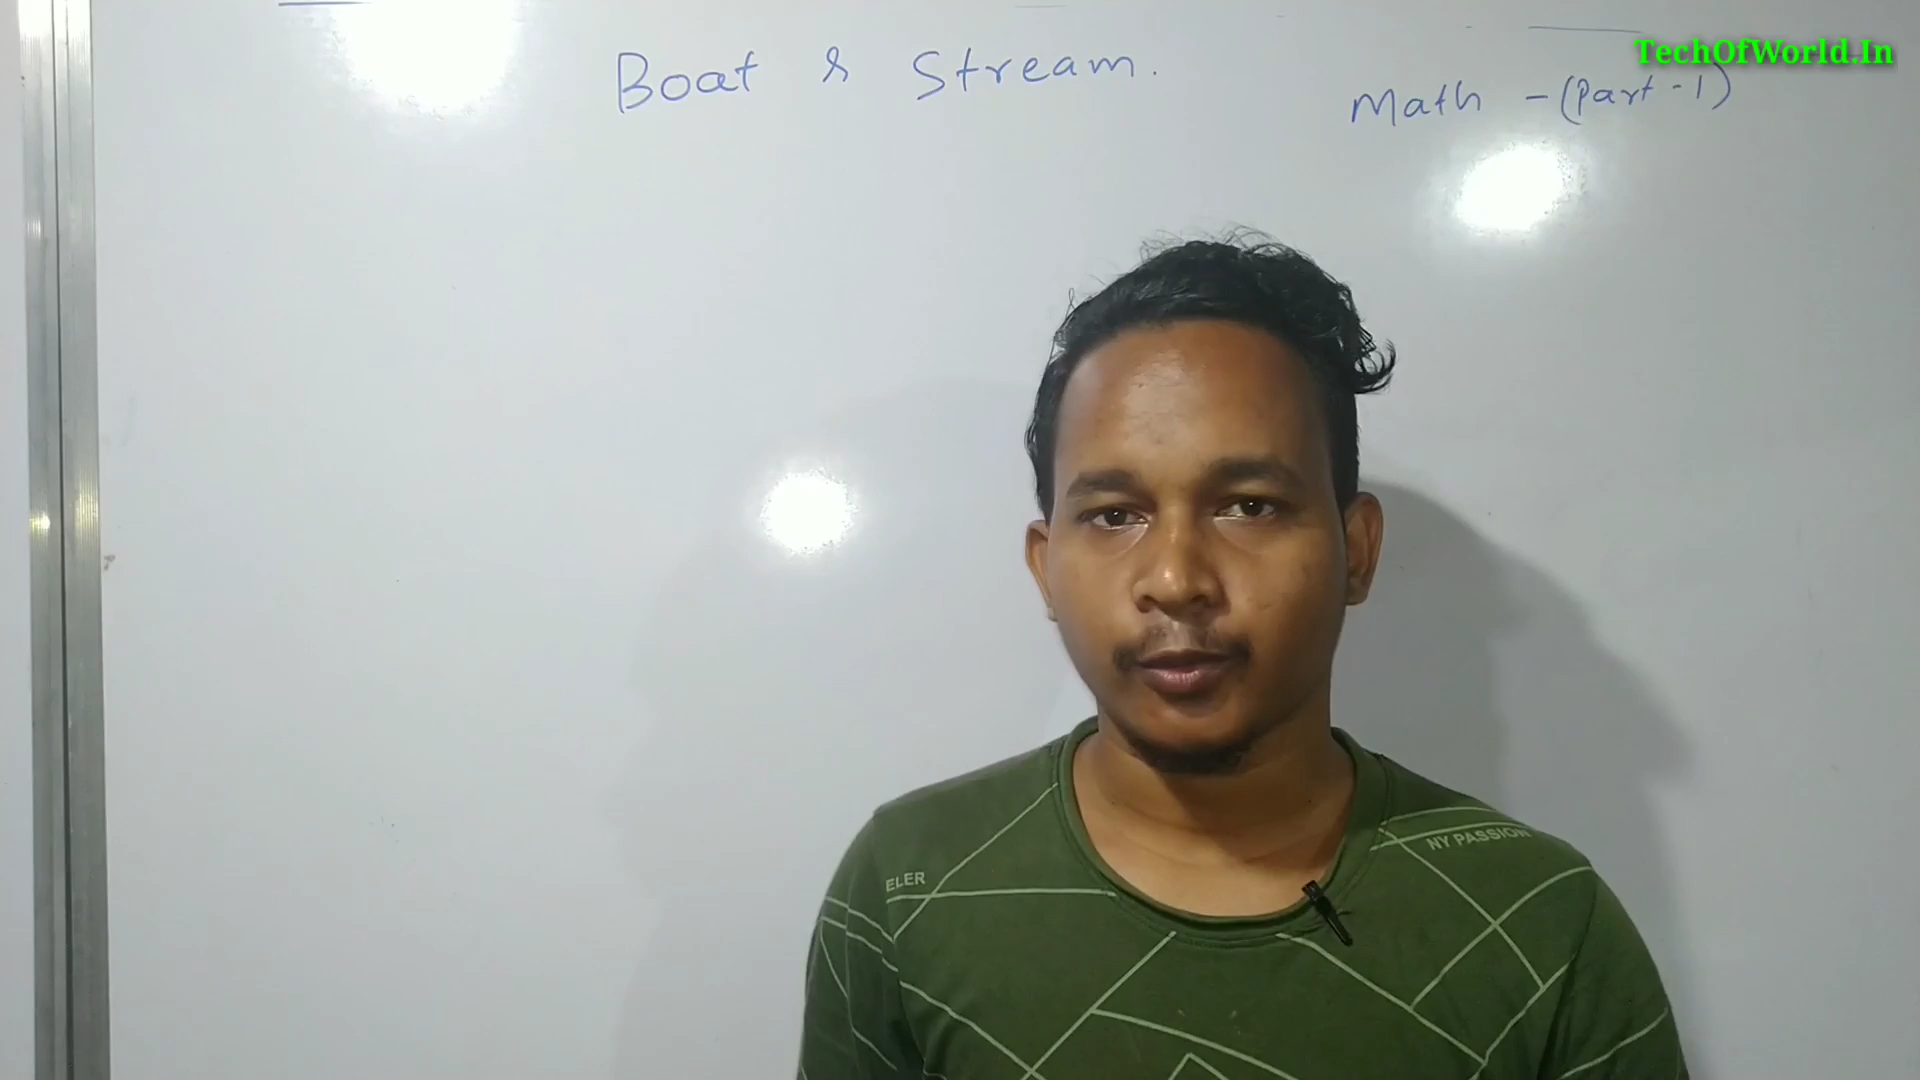 TechOfWorld.In
Boat & Stream.
Math - (Part-1)
ELER
NY PASSION